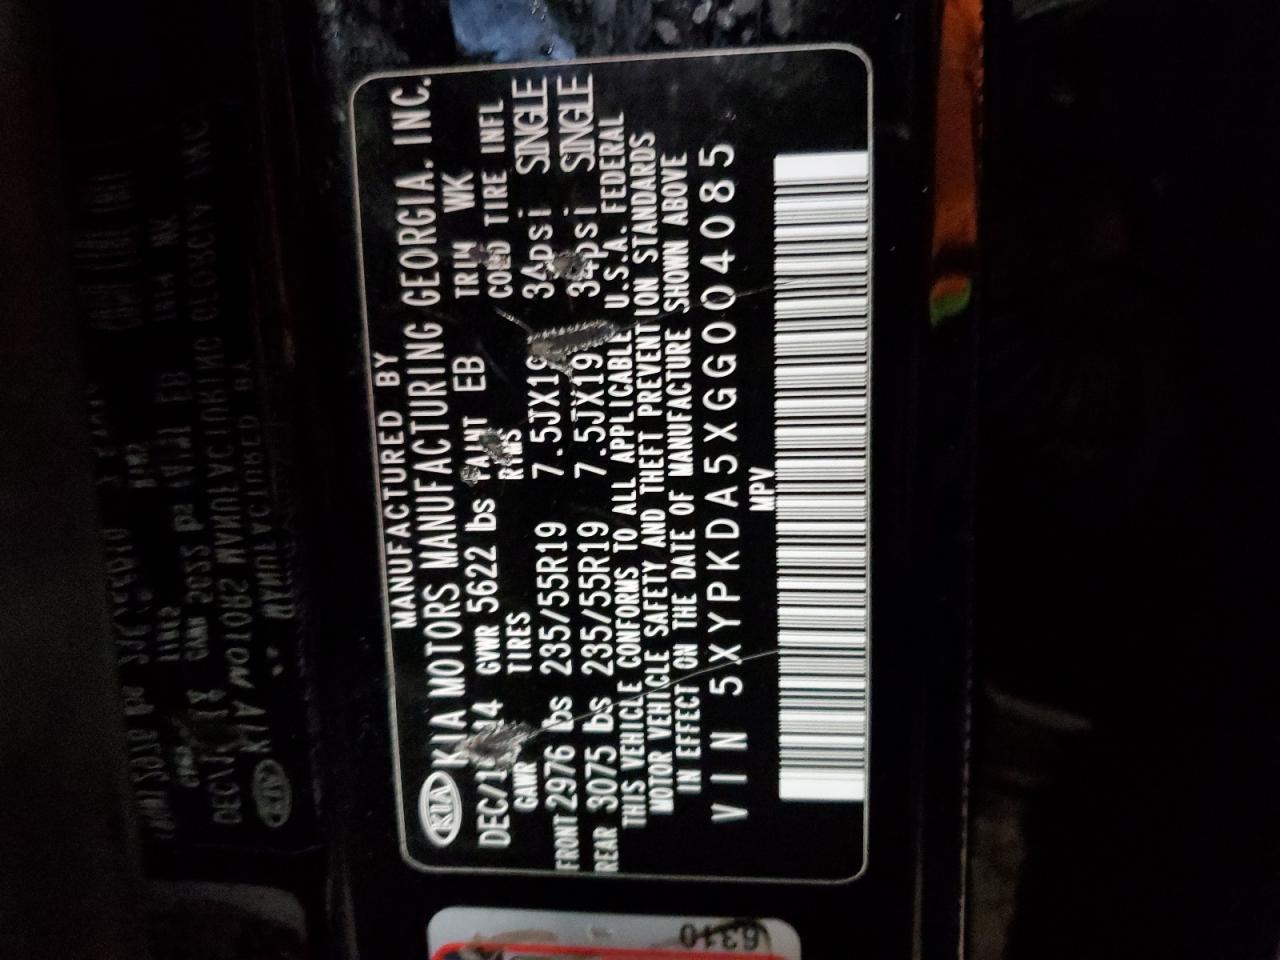 MANUFACTURED BY
KIA KIA MOTORS MANUFACTURING GEORGIA, INC.
GVWR 5622 lbs PAINT EB TRIM WK
GAWR TIRES RIMS COLD TIRE INFL
FRONT 2976 lbs 235/55R19 7.5JX19 34psi SINGLE
REAR 3075 lbs 235/55R19 7.5JX19 34psi SINGLE
THIS VEHICLE CONFORMS TO ALL APPLICABLE U.S.A. FEDERAL
MOTOR VEHICLE SAFETY AND THEFT PREVENTION STANDARDS
IN EFFECT ON THE DATE OF MANUFACTURE SHOWN ABOVE
VIN 5XYPKDA5XGG004085
MPV
6310